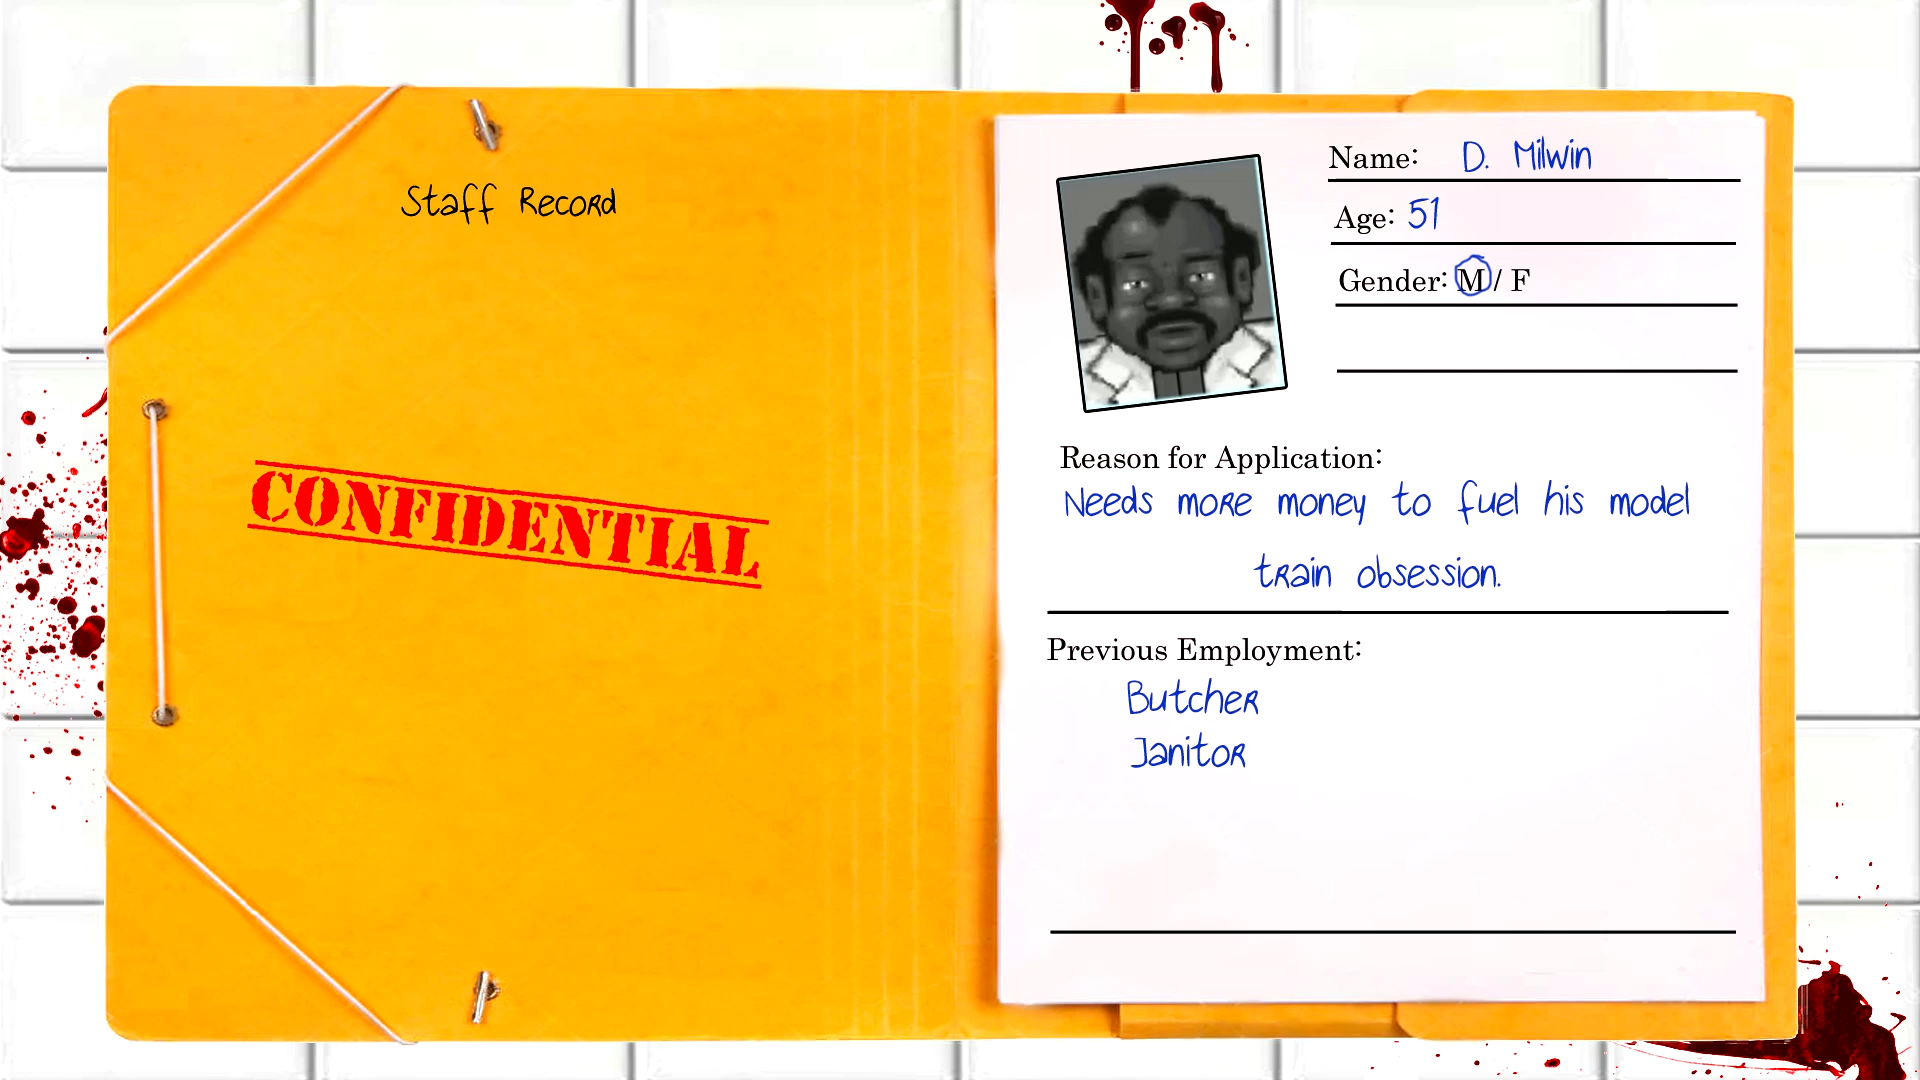 Staff Record
CONFIDENTIAL
Name: D. Milwin
Age: 51
Gender: M / F
Reason for Application:
Needs more money to fuel his model
train obsession.
Previous Employment:
Butcher
Janitor